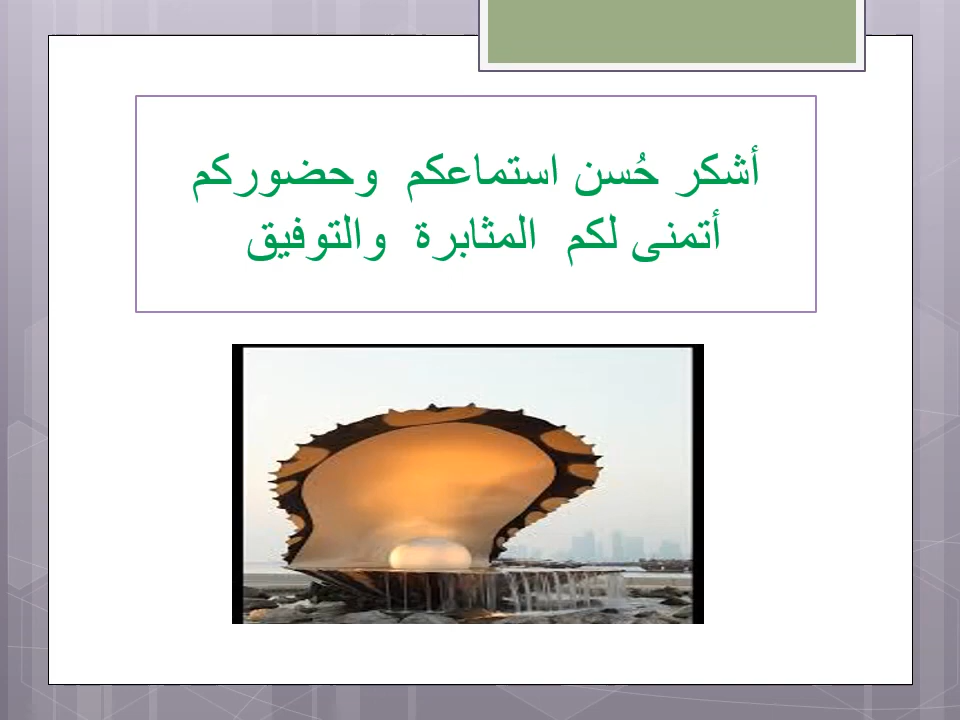 أشكر حُسن استماعكم وحضوركم
أتمنى لكم المثابرة والتوفيق